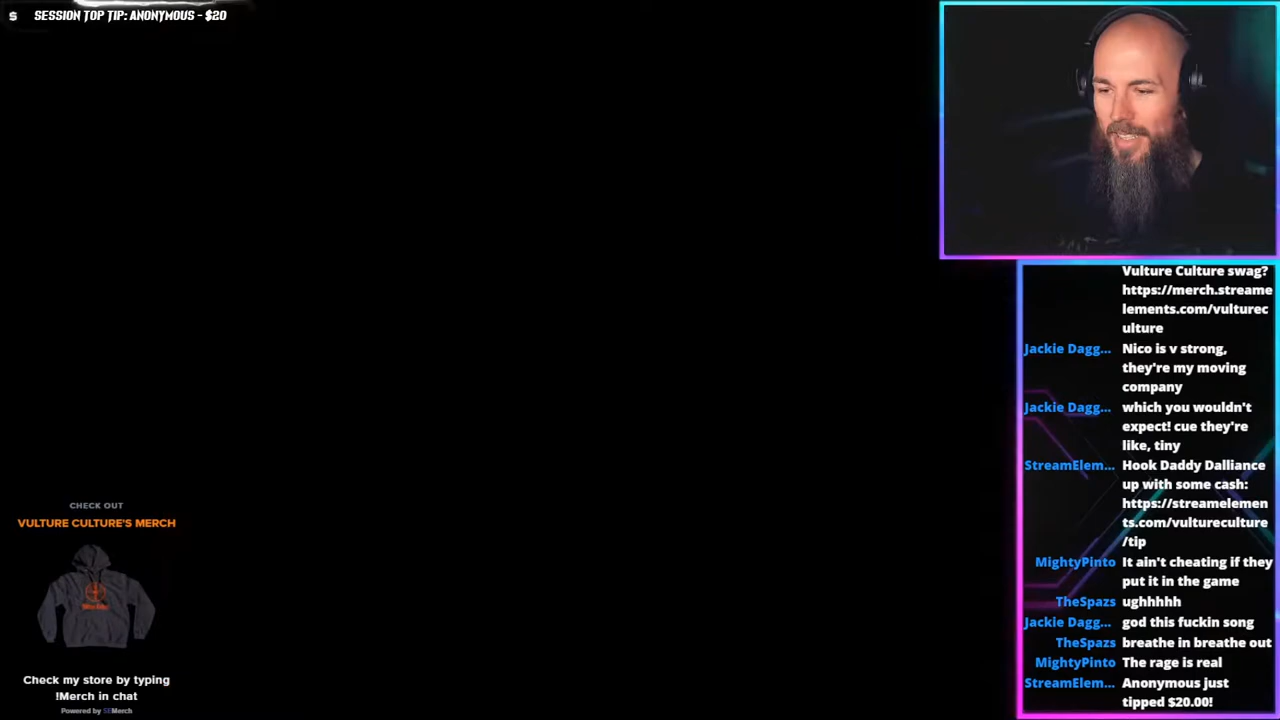 $ SESSION TOP TIP: ANONYMOUS - $20
Vulture Culture swag?
https://merch.streame
lements.com/vulturec
ulture
Jackie Dagg... Nico is v strong,
they're my moving
company
Jackie Dagg... which you wouldn't
expect! cue they're
like, tiny
StreamElem... Hook Daddy Dalliance
up with some cash:
https://streamelemen
ts.com/vultureculture
/tip
MightyPinto It ain't cheating if they
put it in the game
TheSpazs ughhhhh
Jackie Dagg... god this fuckin song
TheSpazs breathe in breathe out
MightyPinto The rage is real
StreamElem... Anonymous just
tipped $20.00!
CHECK OUT
VULTURE CULTURE'S MERCH
Check my store by typing
!Merch in chat
Powered by SEMerch